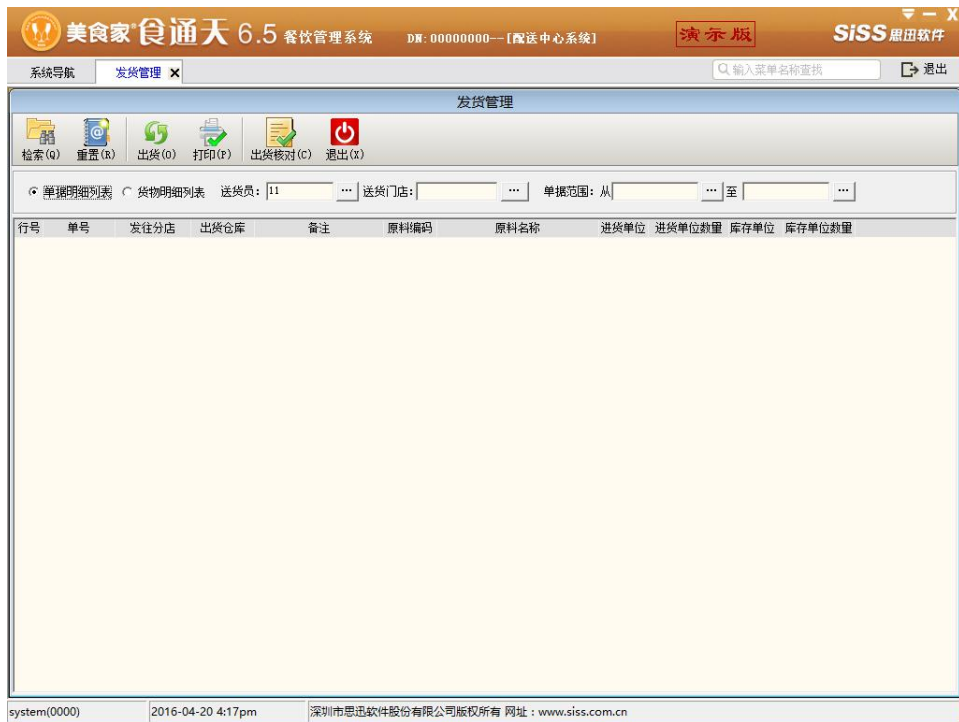 美食家®食通天 6.5 餐饮管理系统 DN:00000000--[配送中心系统] 演示版 SiSS 思迅软件
系统导航 发货管理 输入菜单名称查找 退出
发货管理
检索(Q) 重置(R) 出货(O) 打印(P) 出货核对(C) 退出(X)
单据明细列表 货物明细列表 送货员: 11 ... 送货门店: ... 单据范围: 从 ... 至 ...
行号 单号 发往分店 出货仓库 备注 原料编码 原料名称 进货单位 进货单位数量 库存单位 库存单位数量
system(0000) 2016-04-20 4:17pm 深圳市思迅软件股份有限公司版权所有 网址：www.siss.com.cn